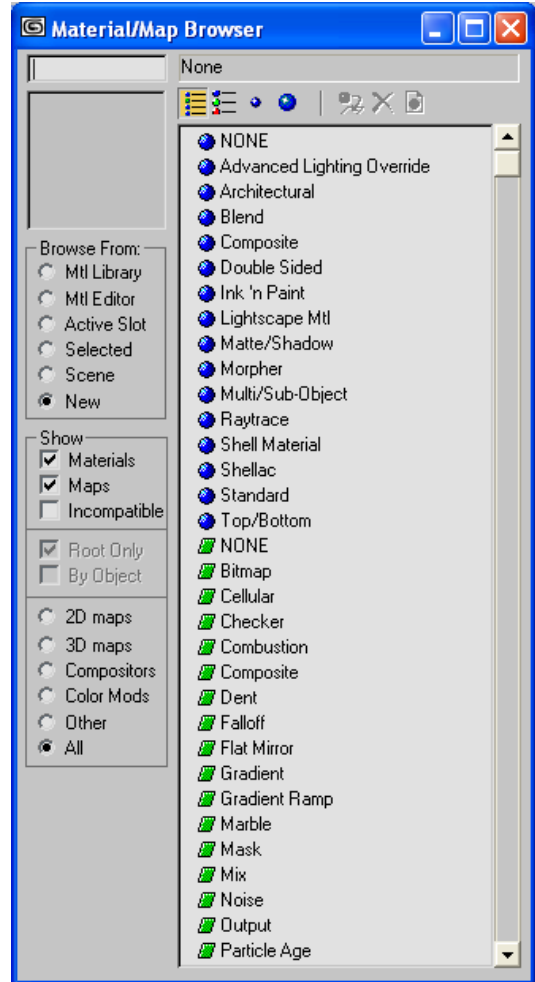 Material/Map Browser
None
Browse From:
Mtl Library
Mtl Editor
Active Slot
Selected
Scene
New
Show
Materials
Maps
Incompatible
Root Only
By Object
2D maps
3D maps
Compositors
Color Mods
Other
All
NONE
Advanced Lighting Override
Architectural
Blend
Composite
Double Sided
Ink 'n Paint
Lightscape Mtl
Matte/Shadow
Morpher
Multi/Sub-Object
Raytrace
Shell Material
Shellac
Standard
Top/Bottom
NONE
Bitmap
Cellular
Checker
Combustion
Composite
Dent
Falloff
Flat Mirror
Gradient
Gradient Ramp
Marble
Mask
Mix
Noise
Output
Particle Age